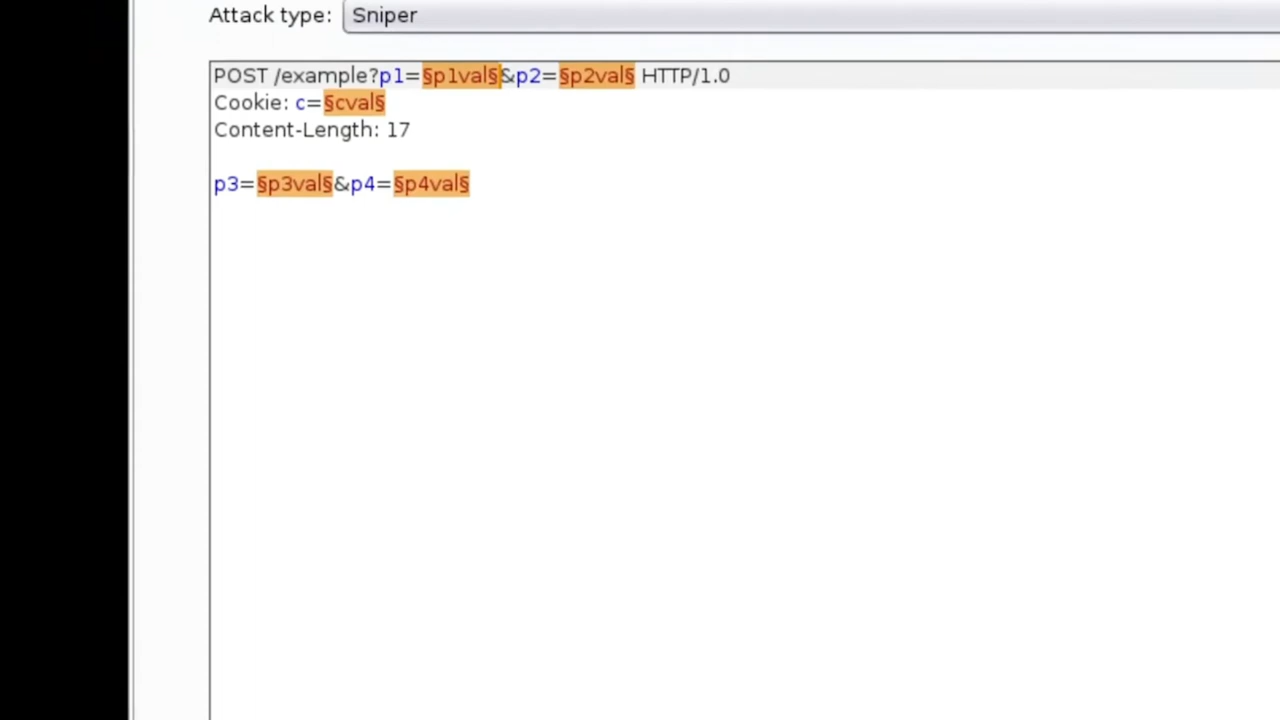 Attack type: Sniper
POST /example?p1=§p1val§&p2=§p2val§ HTTP/1.0
Cookie: c=§cval§
Content-Length: 17
p3=§p3val§&p4=§p4val§